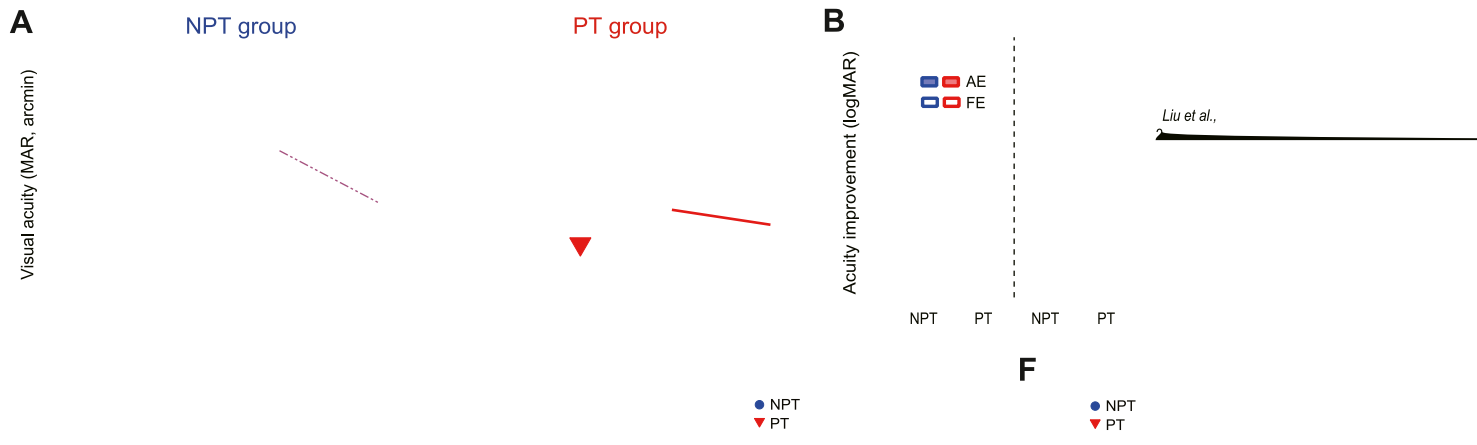 A
NPT group
PT group
Visual acuity (MAR, arcmin)
B
Acuity improvement (logMAR)
AE
FE
Liu et al.,
NPT
PT
NPT
PT
F
NPT
PT
NPT
PT